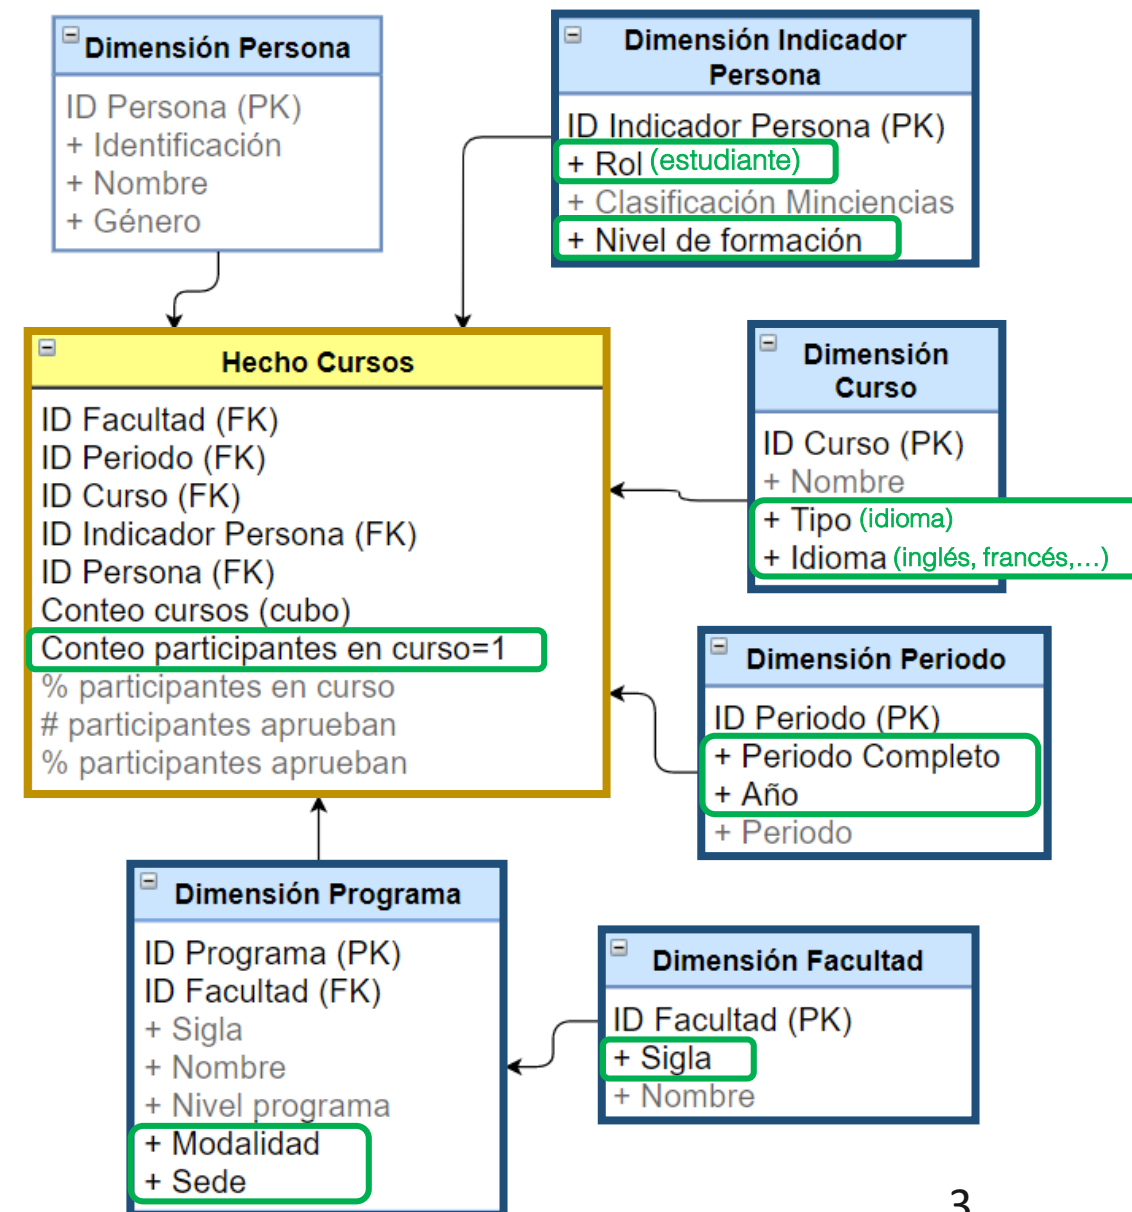 Dimensión Persona
ID Persona (PK)
+ Identificación
+ Nombre
+ Género
Dimensión Indicador
Persona
ID Indicador Persona (PK)
+ Rol (estudiante)
+ Clasificación Minciencias
+ Nivel de formación
Hecho Cursos
ID Facultad (FK)
ID Periodo (FK)
ID Curso (FK)
ID Indicador Persona (FK)
ID Persona (FK)
Conteo cursos (cubo)
Conteo participantes en curso=1
% participantes en curso
# participantes aprueban
% participantes aprueban
Dimensión
Curso
ID Curso (PK)
+ Nombre
+ Tipo (idioma)
+ Idioma (inglés, francés,...)
Dimensión Periodo
ID Periodo (PK)
+ Periodo Completo
+ Año
+ Periodo
Dimensión Programa
ID Programa (PK)
ID Facultad (FK)
+ Sigla
+ Nombre
+ Nivel programa
+ Modalidad
+ Sede
Dimensión Facultad
ID Facultad (PK)
+ Sigla
+ Nombre
3